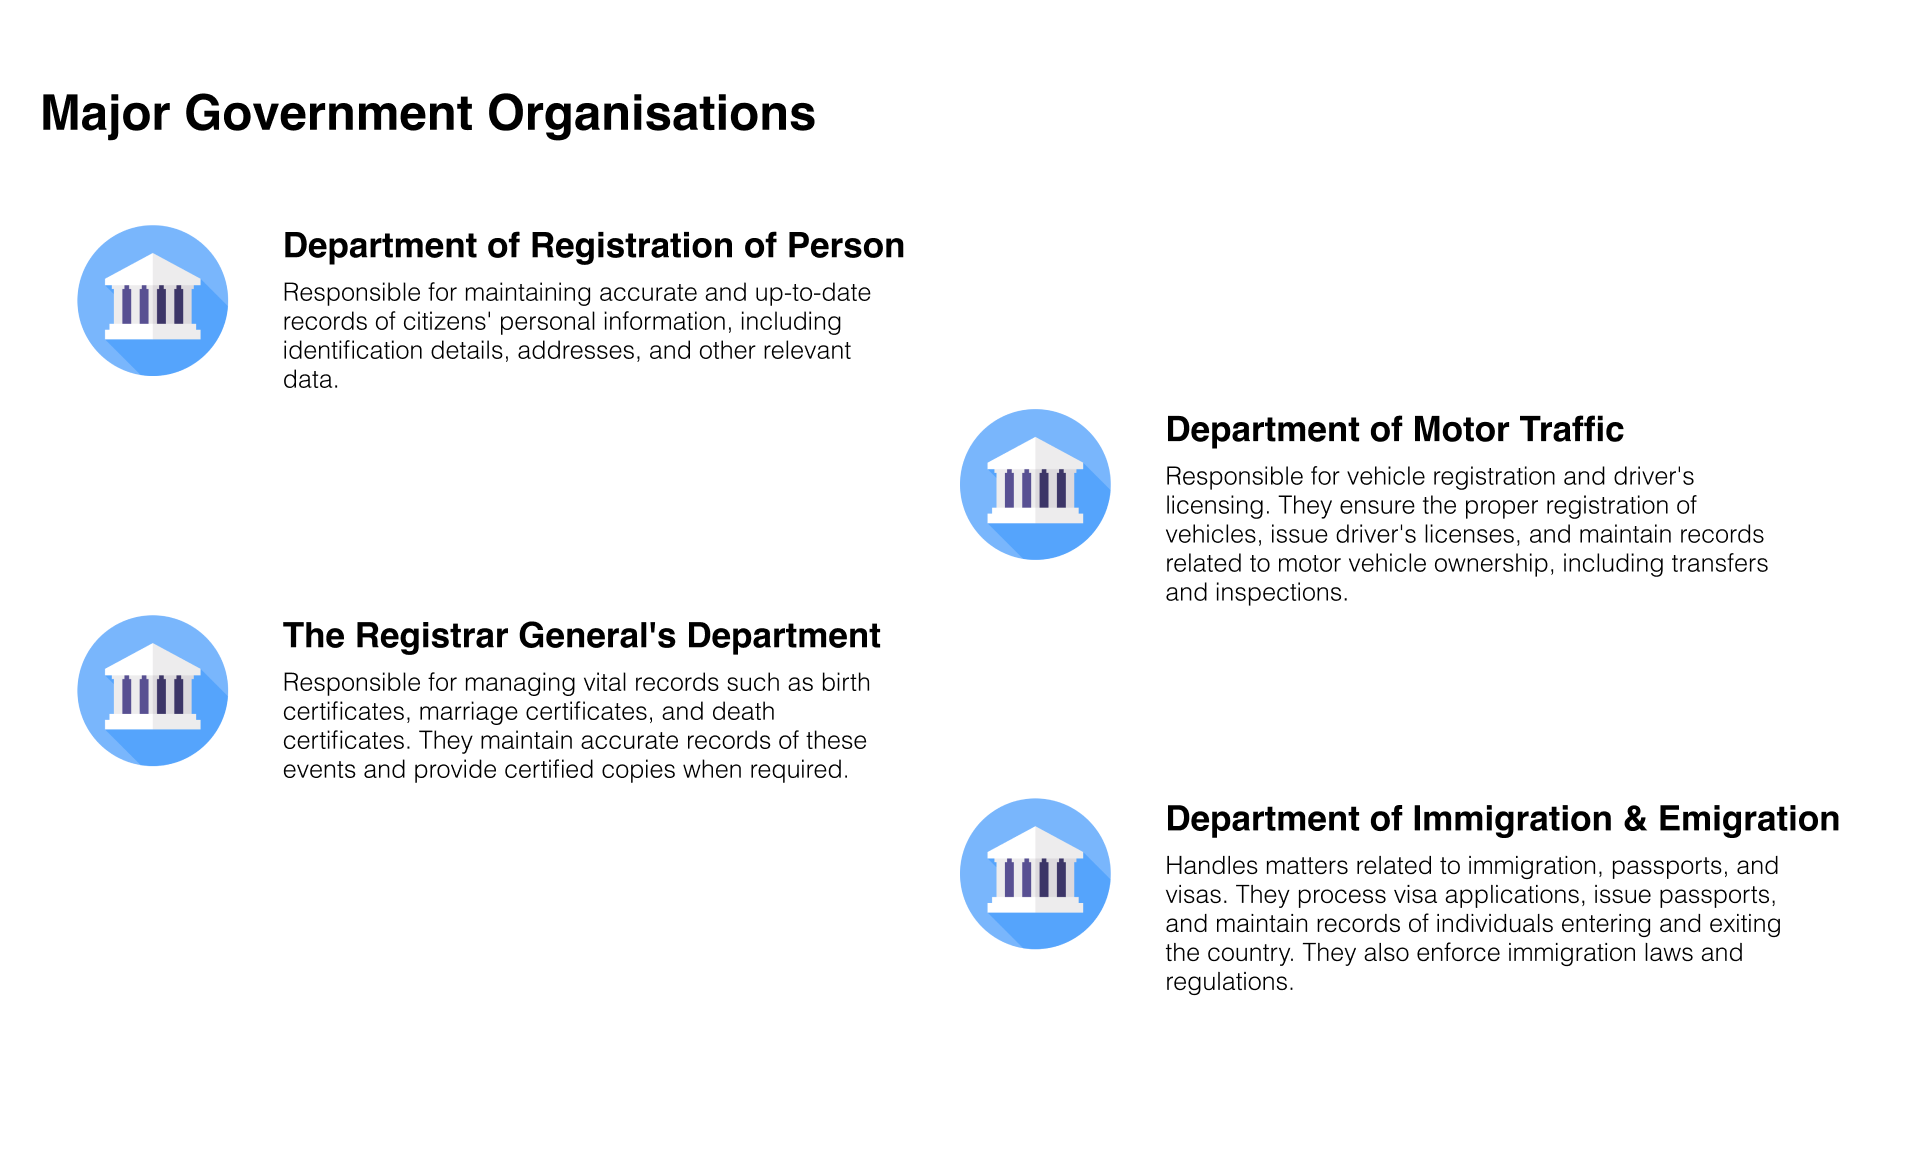 Major Government Organisations
Department of Registration of Person
Responsible for maintaining accurate and up-to-date
records of citizens' personal information, including
identification details, addresses, and other relevant
data.
Department of Motor Traffic
Responsible for vehicle registration and driver's
licensing. They ensure the proper registration of
vehicles, issue driver's licenses, and maintain records
related to motor vehicle ownership, including transfers
and inspections.
The Registrar General's Department
Responsible for managing vital records such as birth
certificates, marriage certificates, and death
certificates. They maintain accurate records of these
events and provide certified copies when required.
Department of Immigration & Emigration
Handles matters related to immigration, passports, and
visas. They process visa applications, issue passports,
and maintain records of individuals entering and exiting
the country. They also enforce immigration laws and
regulations.